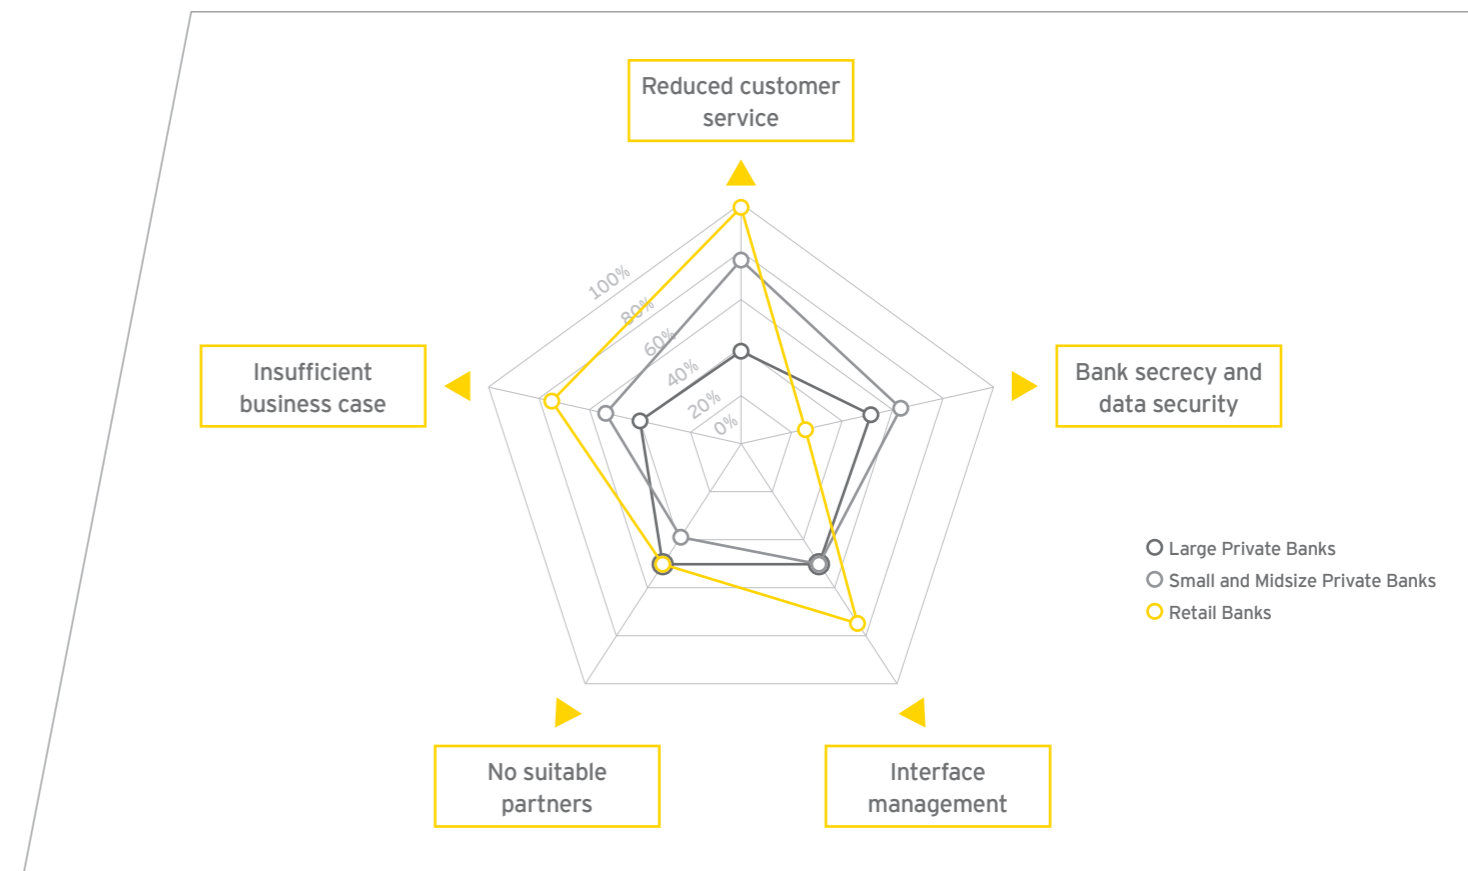 Reduced customer
service
100%
80%
60%
40%
20%
0%
Insufficient
business case
Bank secrecy and
data security
Large Private Banks
Small and Midsize Private Banks
Retail Banks
No suitable
partners
Interface
management